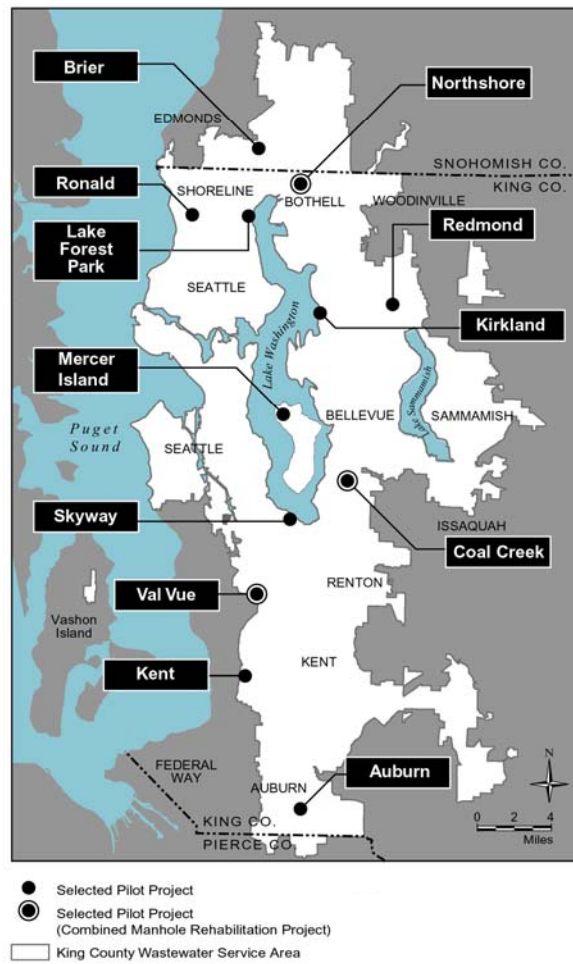 Brier
Northshore
EDMONDS
SNOHOMISH CO.
KING CO.
Ronald
SHORELINE
BOTHELL
WOODINVILLE
Lake
Forest
Park
Redmond
SEATTLE
Lake Washington
Kirkland
Mercer
Island
BELLEVUE
Lake Sammamish
SAMMAMISH
Puget
Sound
SEATTLE
Skyway
ISSAQUAH
Coal Creek
Val Vue
RENTON
Vashon
Island
Kent
KENT
FEDERAL
WAY
Auburn
AUBURN
N
KING CO.
PIERCE CO.
4 2 0 4
Miles
Selected Pilot Project
Selected Pilot Project
(Combined Manhole Rehabilitation Project)
King County Wastewater Service Area